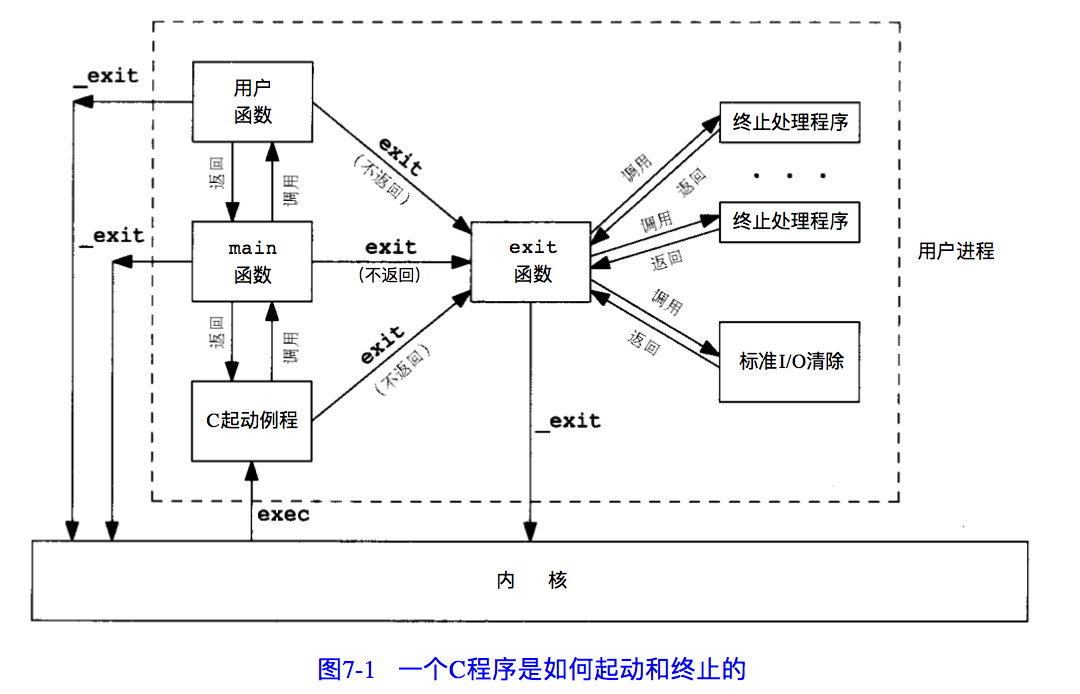 _exit
用户
函数
exit
(不返回)
返回
调用
终止处理程序
调用
返回
. . .
_exit
main
函数
exit
(不返回)
exit
函数
调用
返回
终止处理程序
用户进程
返回
调用
exit
(不返回)
调用
返回
标准I/O清除
C起动例程
_exit
exec
内 核
图7-1 一个C程序是如何起动和终止的